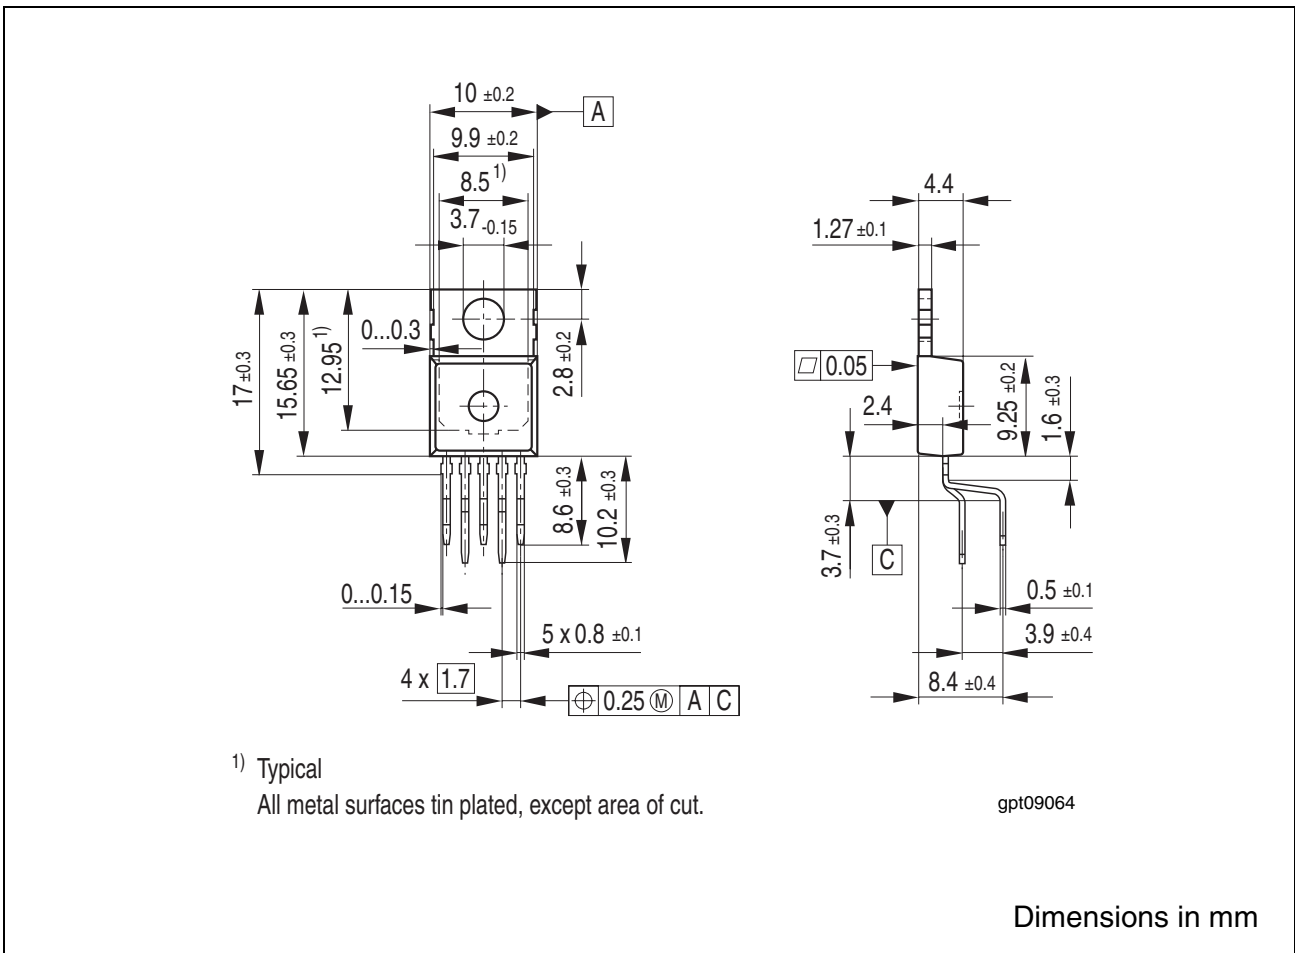 10 ±0.2
A
9.9 ±0.2
8.5 1)
3.7 -0.15
4.4
1.27 ±0.1
17 ±0.3
15.65 ±0.3
12.95 1)
0...0.3
2.8 ±0.2
0.05
2.4
9.25 ±0.2
1.6 ±0.3
8.6 ±0.3
10.2 ±0.3
3.7 ±0.3
C
0...0.15
0.5 ±0.1
5 x 0.8 ±0.1
3.9 ±0.4
4 x 1.7
8.4 ±0.4
0.25 Ⓜ A C
1) Typical
All metal surfaces tin plated, except area of cut.
gpt09064
Dimensions in mm